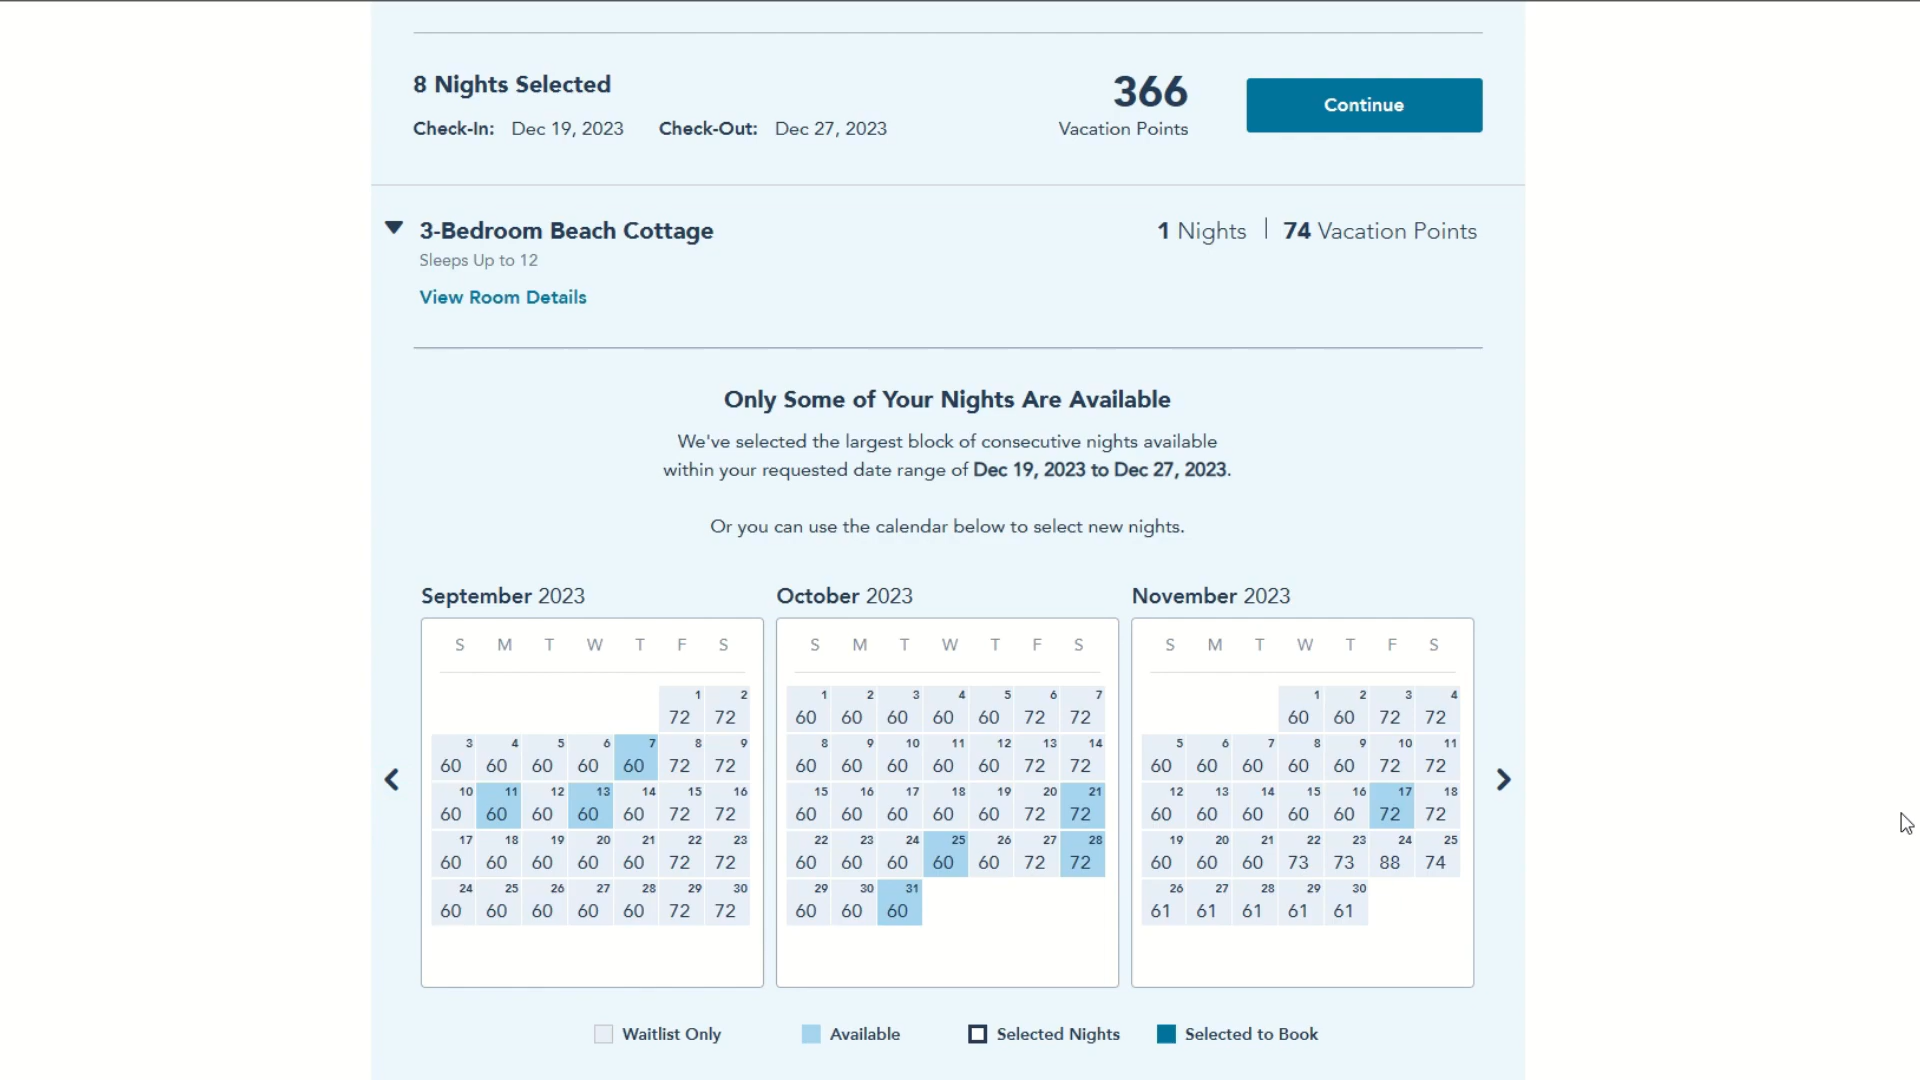 8 Nights Selected
Check-In: Dec 19, 2023 Check-Out: Dec 27, 2023
366
Vacation Points
Continue
3-Bedroom Beach Cottage
1 Nights | 74 Vacation Points
Sleeps Up to 12
View Room Details
Only Some of Your Nights Are Available
We've selected the largest block of consecutive nights available
within your requested date range of Dec 19, 2023 to Dec 27, 2023.
Or you can use the calendar below to select new nights.
September 2023
S M T W T F S
1 2
72 72
3 4 5 6 7 8 9
60 60 60 60 60 72 72
10 11 12 13 14 15 16
60 60 60 60 60 72 72
17 18 19 20 21 22 23
60 60 60 60 60 72 72
24 25 26 27 28 29 30
60 60 60 60 60 72 72
October 2023
S M T W T F S
1 2 3 4 5 6 7
60 60 60 60 60 72 72
8 9 10 11 12 13 14
60 60 60 60 60 72 72
15 16 17 18 19 20 21
60 60 60 60 60 72 72
22 23 24 25 26 27 28
60 60 60 60 60 72 72
29 30 31
60 60 60
November 2023
S M T W T F S
1 2 3 4
60 60 72 72
5 6 7 8 9 10 11
60 60 60 60 60 72 72
12 13 14 15 16 17 18
60 60 60 60 60 72 72
19 20 21 22 23 24 25
60 60 60 73 73 88 74
26 27 28 29 30
61 61 61 61 61
Waitlist Only Available Selected Nights Selected to Book